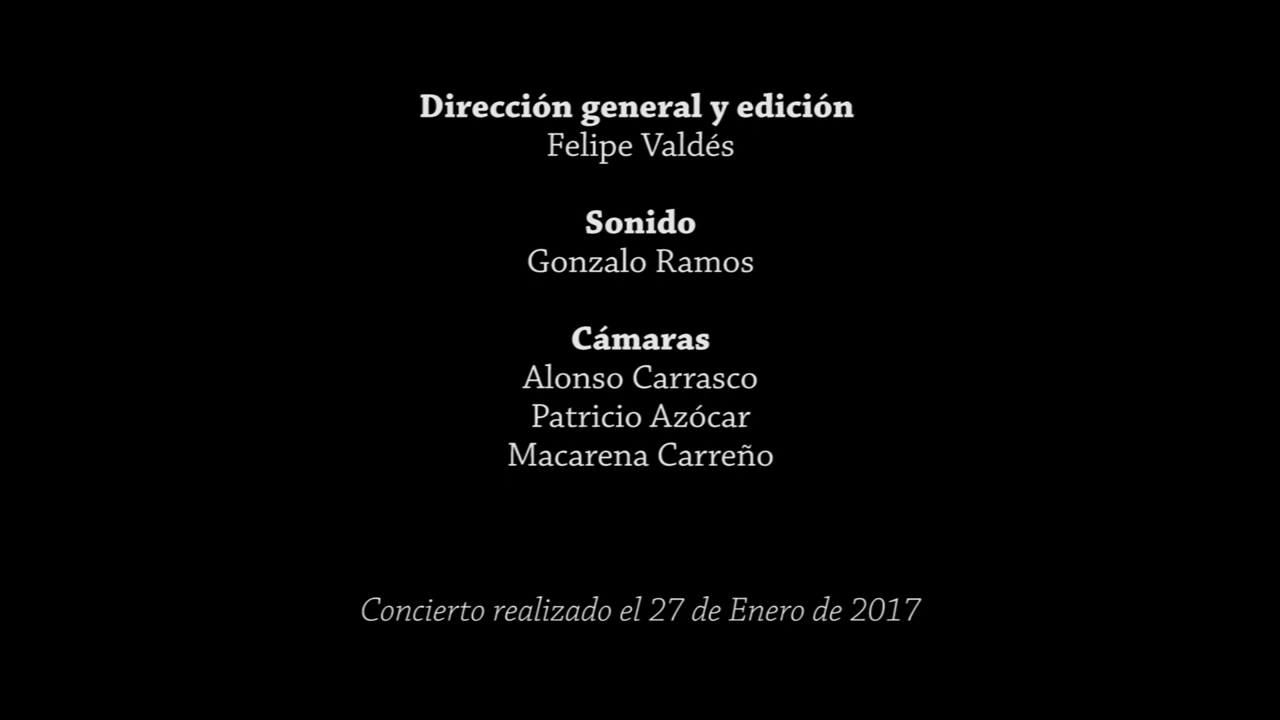 Dirección general y edición
Felipe Valdés
Sonido
Gonzalo Ramos
Cámaras
Alonso Carrasco
Patricio Azócar
Macarena Carreño
Concierto realizado el 27 de Enero de 2017